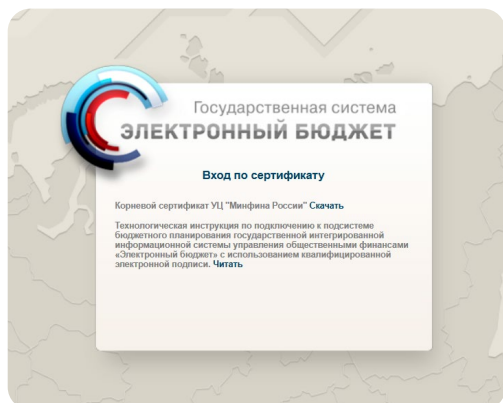 Государственная система
ЭЛЕКТРОННЫЙ БЮДЖЕТ
Вход по сертификату
Корневой сертификат УЦ "Минфина России" Скачать
Технологическая инструкция по подключению к подсистеме
бюджетного планирования государственной интегрированной
информационной системы управления общественными финансами
«Электронный бюджет» с использованием квалифицированной
электронной подписи. Читать